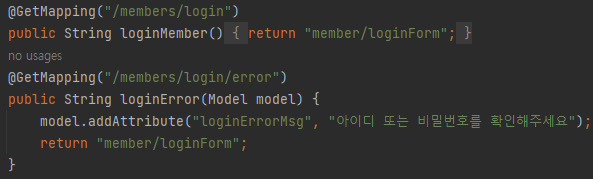 @GetMapping("/members/login")
public String loginMember() { return "member/loginForm"; }
no usages
@GetMapping("/members/login/error")
public String loginError(Model model) {
model.addAttribute("loginErrorMsg", "아이디 또는 비밀번호를 확인해주세요");
return "member/loginForm";
}